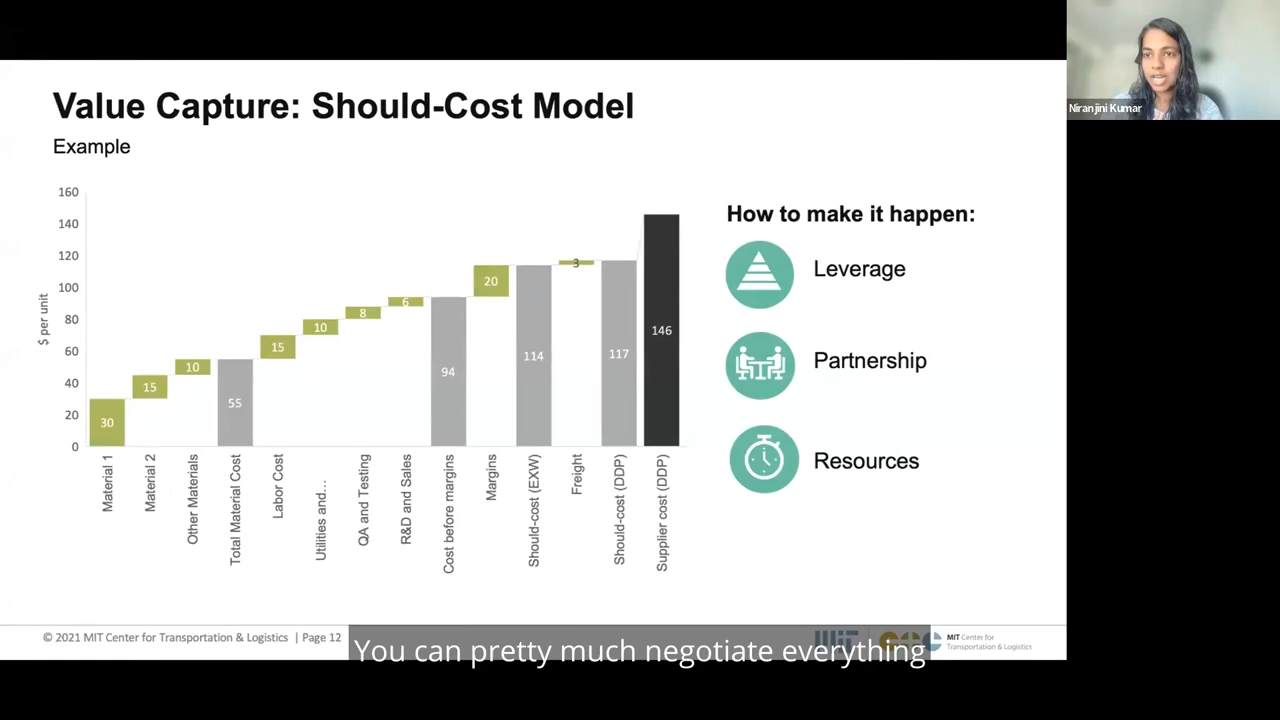 Niranjini Kumar
Value Capture: Should-Cost Model
Example
160
140
120
100
80
60
40
20
0
$ per unit
30
15
10
55
15
10
8
6
94
20
114
3
117
146
Material 1
Material 2
Other Materials
Total Material Cost
Labor Cost
Utilities and...
QA and Testing
R&D and Sales
Cost before margins
Margins
Should-cost (EXW)
Freight
Should-cost (DDP)
Supplier cost (DDP)
How to make it happen:
Leverage
Partnership
Resources
© 2021 MIT Center for Transportation & Logistics | Page 12
MIT Center for
Transportation & Logistics
You can pretty much negotiate everything